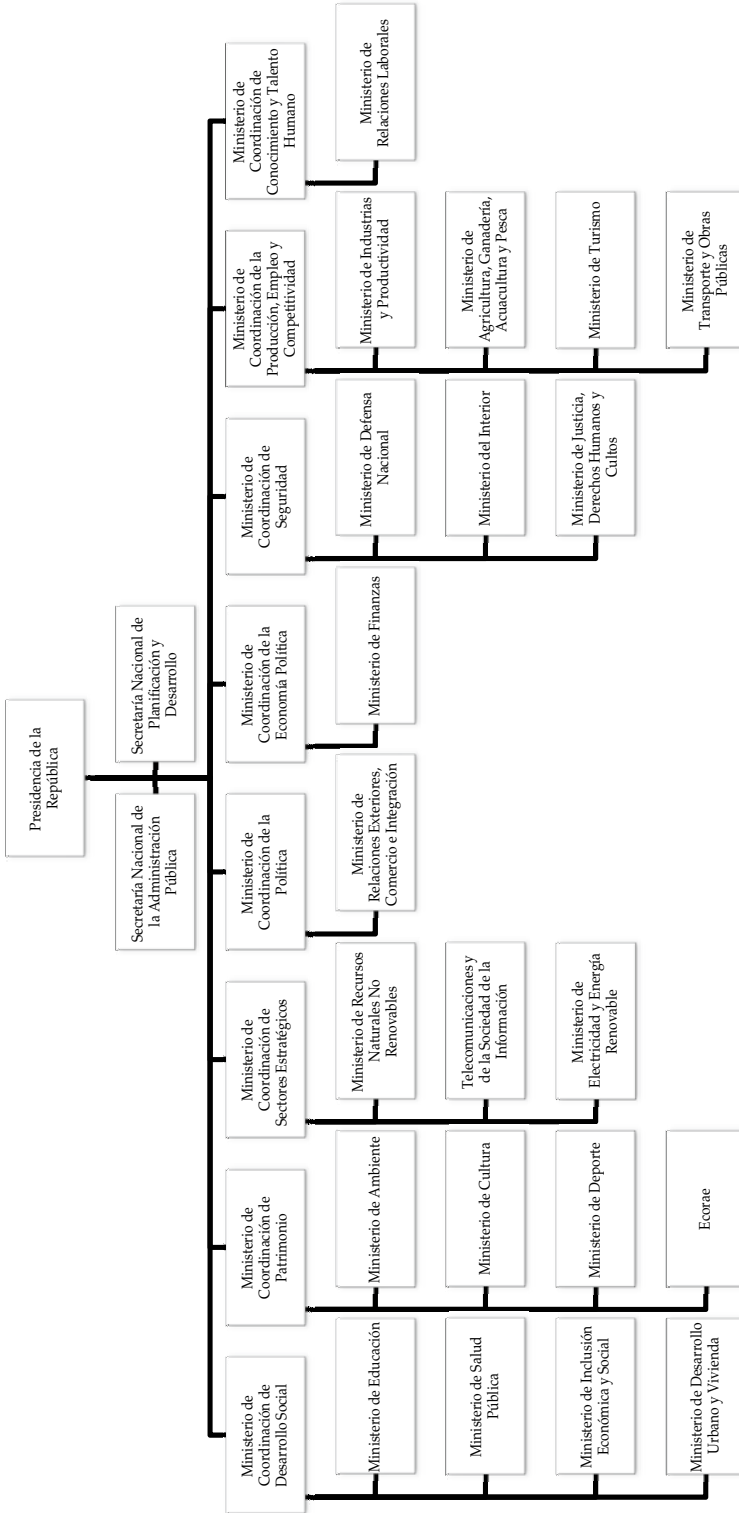 Presidencia de la
República
Secretaría Nacional de
la Administración
Pública
Secretaría Nacional de
Planificación y
Desarrollo
Ministerio de
Coordinación de
Desarrollo Social
Ministerio de Educación
Ministerio de Salud
Pública
Ministerio de Inclusión
Económica y Social
Ministerio de Desarrollo
Urbano y Vivienda
Ministerio de
Coordinación de
Patrimonio
Ministerio de Ambiente
Ministerio de Cultura
Ministerio de Deporte
Ecorae
Ministerio de
Coordinación de
Sectores Estratégicos
Ministerio de Recursos
Naturales No
Renovables
Telecomunicaciones y
de la Sociedad de la
Información
Ministerio de
Electricidad y Energía
Renovable
Ministerio de
Coordinación de la
Política
Ministerio de
Relaciones Exteriores,
Comercio e Integración
Ministerio de
Coordinación de la
Economía Política
Ministerio de Finanzas
Ministerio de
Coordinación de
Seguridad
Ministerio de Defensa
Nacional
Ministerio del Interior
Ministerio de Justicia,
Derechos Humanos y
Cultos
Ministerio de
Coordinación de la
Producción, Empleo y
Competitividad
Ministerio de Industrias
y Productividad
Ministerio de
Agricultura, Ganadería,
Acuacultura y Pesca
Ministerio de Turismo
Ministerio de
Transporte y Obras
Públicas
Ministerio de
Coordinación de
Conocimiento y Talento
Humano
Ministerio de
Relaciones Laborales